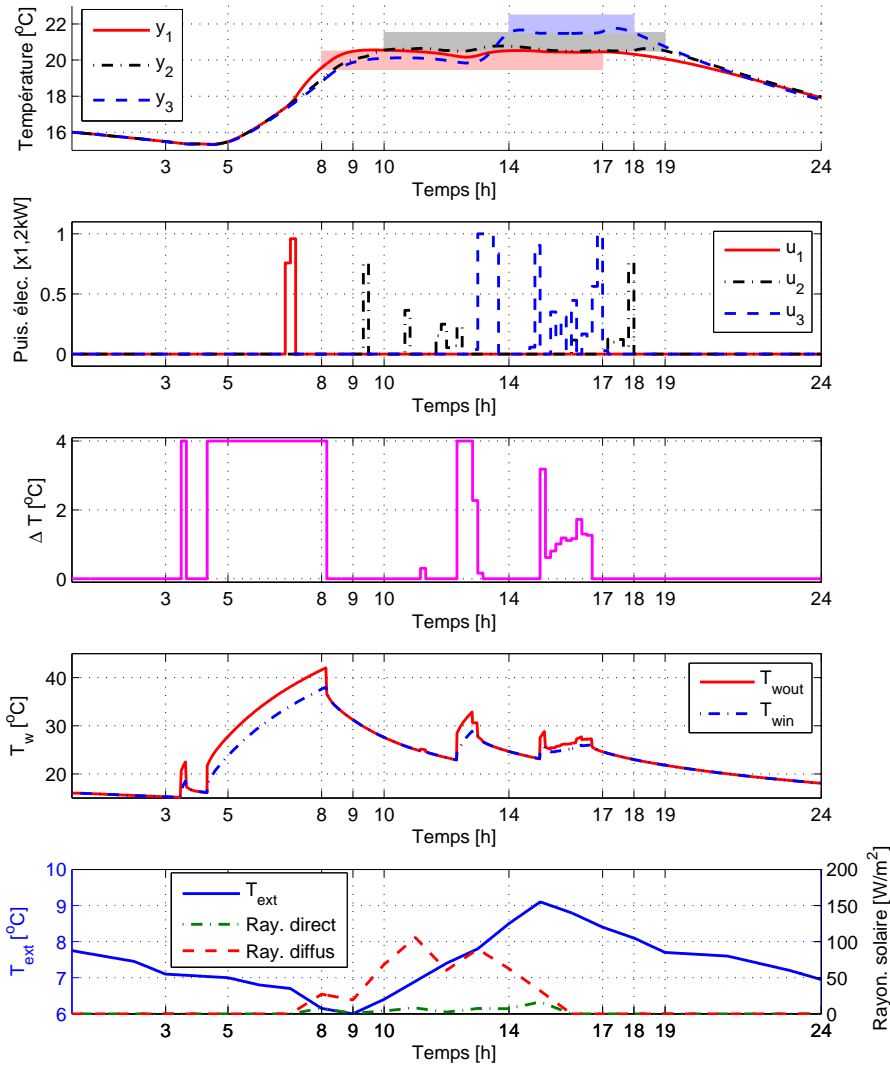 Température [°C]
22
20
18
16
y1
y2
y3
3 5 8 9 10 14 17 18 19 24
Temps [h]
Puis. élec. [x1,2kW]
1
0.5
0
u1
u2
u3
3 5 8 9 10 14 17 18 19 24
Temps [h]
Δ T [°C]
4
2
0
3 5 8 9 10 14 17 18 19 24
Temps [h]
Tw [°C]
40
30
20
Twout
Twin
3 5 8 9 10 14 17 18 19 24
Temps [h]
Text [°C]
10
9
8
7
6
Text
Ray. direct
Ray. diffus
200
150
100
50
0
Rayon. solaire [W/m²]
3 5 8 9 10 14 17 18 19 24
Temps [h]